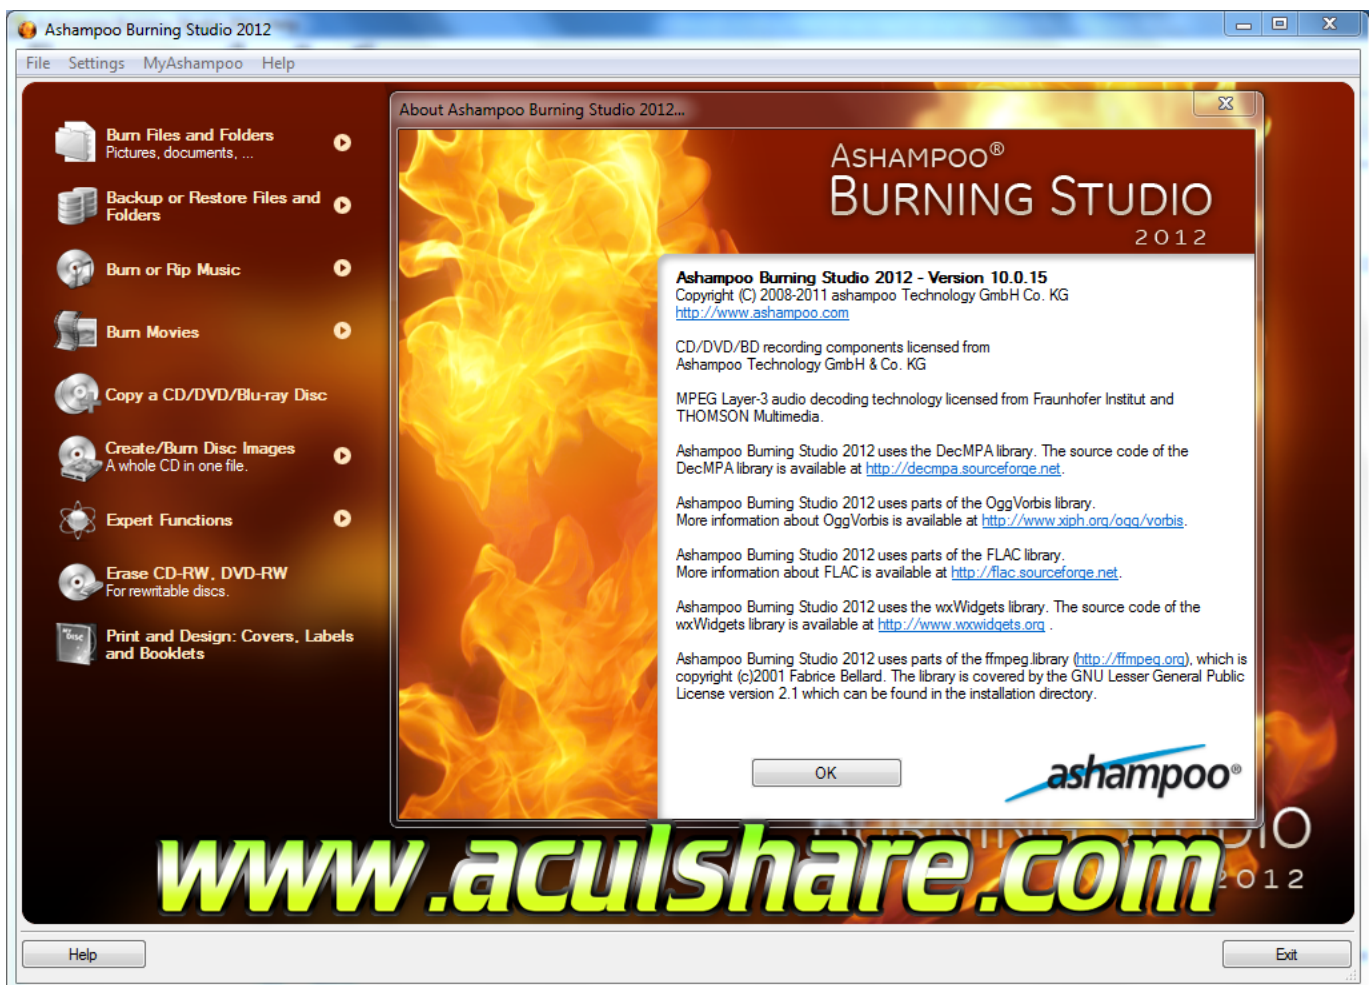 Ashampoo Burning Studio 2012
File Settings MyAshampoo Help
Burn Files and Folders
Pictures, documents, ...
Backup or Restore Files and
Folders
Burn or Rip Music
Burn Movies
Copy a CD/DVD/Blu-ray Disc
Create/Burn Disc Images
A whole CD in one file.
Expert Functions
Erase CD-RW, DVD-RW
For rewritable discs.
MY DISC
Print and Design: Covers, Labels
and Booklets
About Ashampoo Burning Studio 2012...
ASHAMPOO®
BURNING STUDIO
2012
Ashampoo Burning Studio 2012 - Version 10.0.15
Copyright (C) 2008-2011 ashampoo Technology GmbH Co. KG
http://www.ashampoo.com
CD/DVD/BD recording components licensed from
Ashampoo Technology GmbH & Co. KG
MPEG Layer-3 audio decoding technology licensed from Fraunhofer Institut and
THOMSON Multimedia.
Ashampoo Burning Studio 2012 uses the DecMPA library. The source code of the
DecMPA library is available at http://decmpa.sourceforge.net.
Ashampoo Burning Studio 2012 uses parts of the OggVorbis library.
More information about OggVorbis is available at http://www.xiph.org/ogg/vorbis.
Ashampoo Burning Studio 2012 uses parts of the FLAC library.
More information about FLAC is available at http://flac.sourceforge.net.
Ashampoo Burning Studio 2012 uses the wxWidgets library. The source code of the
wxWidgets library is available at http://www.wxwidgets.org .
Ashampoo Burning Studio 2012 uses parts of the ffmpeg.library (http://ffmpeg.org), which is
copyright (c)2001 Fabrice Bellard. The library is covered by the GNU Lesser General Public
License version 2.1 which can be found in the installation directory.
OK
ashampoo®
BURNING STUDIO
2012
www.aculshare.com
Help
Exit